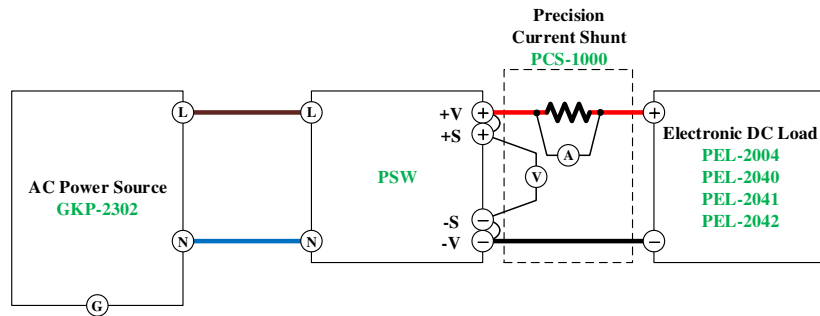 Precision
Current Shunt
PCS-1000
L
L
+V
+
+
+S
+
A
Electronic DC Load
PEL-2004
PEL-2040
PEL-2041
PEL-2042
V
PSW
AC Power Source
GKP-2302
-S
−
N
N
-V
−
−
G